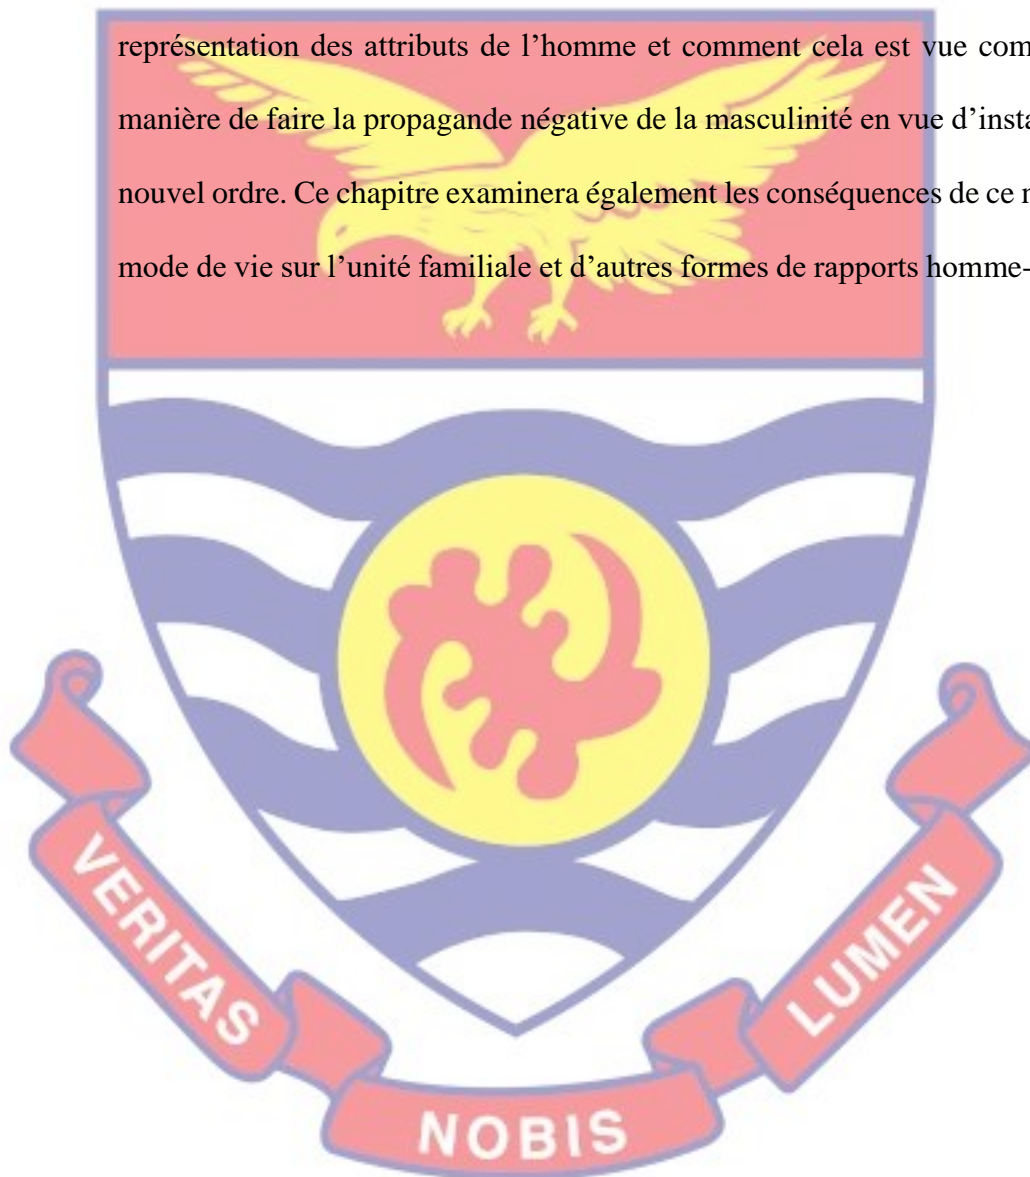 représentation des attributs de l’homme et comment cela est vue com
manière de faire la propagande négative de la masculinité en vue d’insta
nouvel ordre. Ce chapitre examinera également les conséquences de ce
mode de vie sur l’unité familiale et d’autres formes de rapports homme-
VERITAS
NOBIS
LUMEN